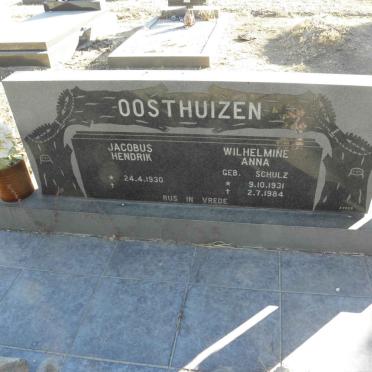 OOSTHUIZEN
JACOBUS
HENDRIK
* 24.4.1930
†
WILHELMINE
ANNA
GEB. SCHULZ
* 9.10.1931
† 2.7.1984
RUS IN VREDE